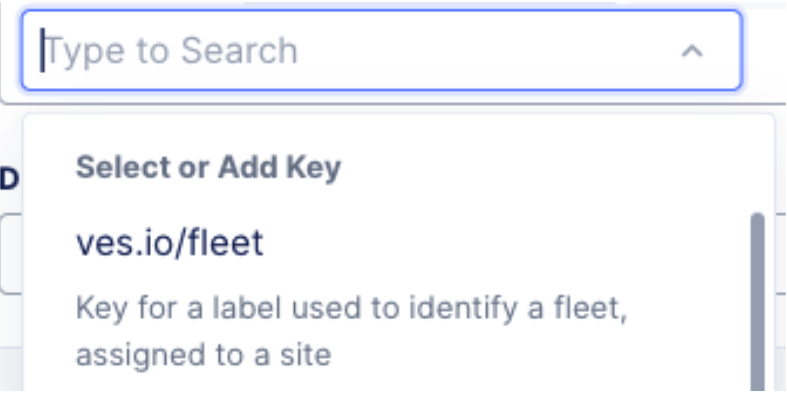 Type to Search
Select or Add Key
D
ves.io/fleet
Key for a label used to identify a fleet,
assigned to a site